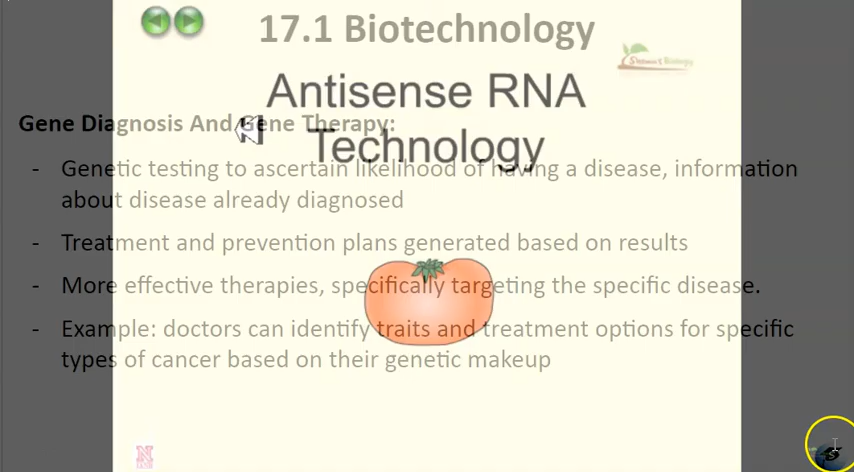 17.1 Biotechnology
Shomu's Biology
Antisense RNA
Gene Diagnosis And Gene Therapy:
Technology
- Genetic testing to ascertain likelihood of having a disease, information
about disease already diagnosed
- Treatment and prevention plans generated based on results
- More effective therapies, specifically targeting the specific disease.
- Example: doctors can identify traits and treatment options for specific
types of cancer based on their genetic makeup
N